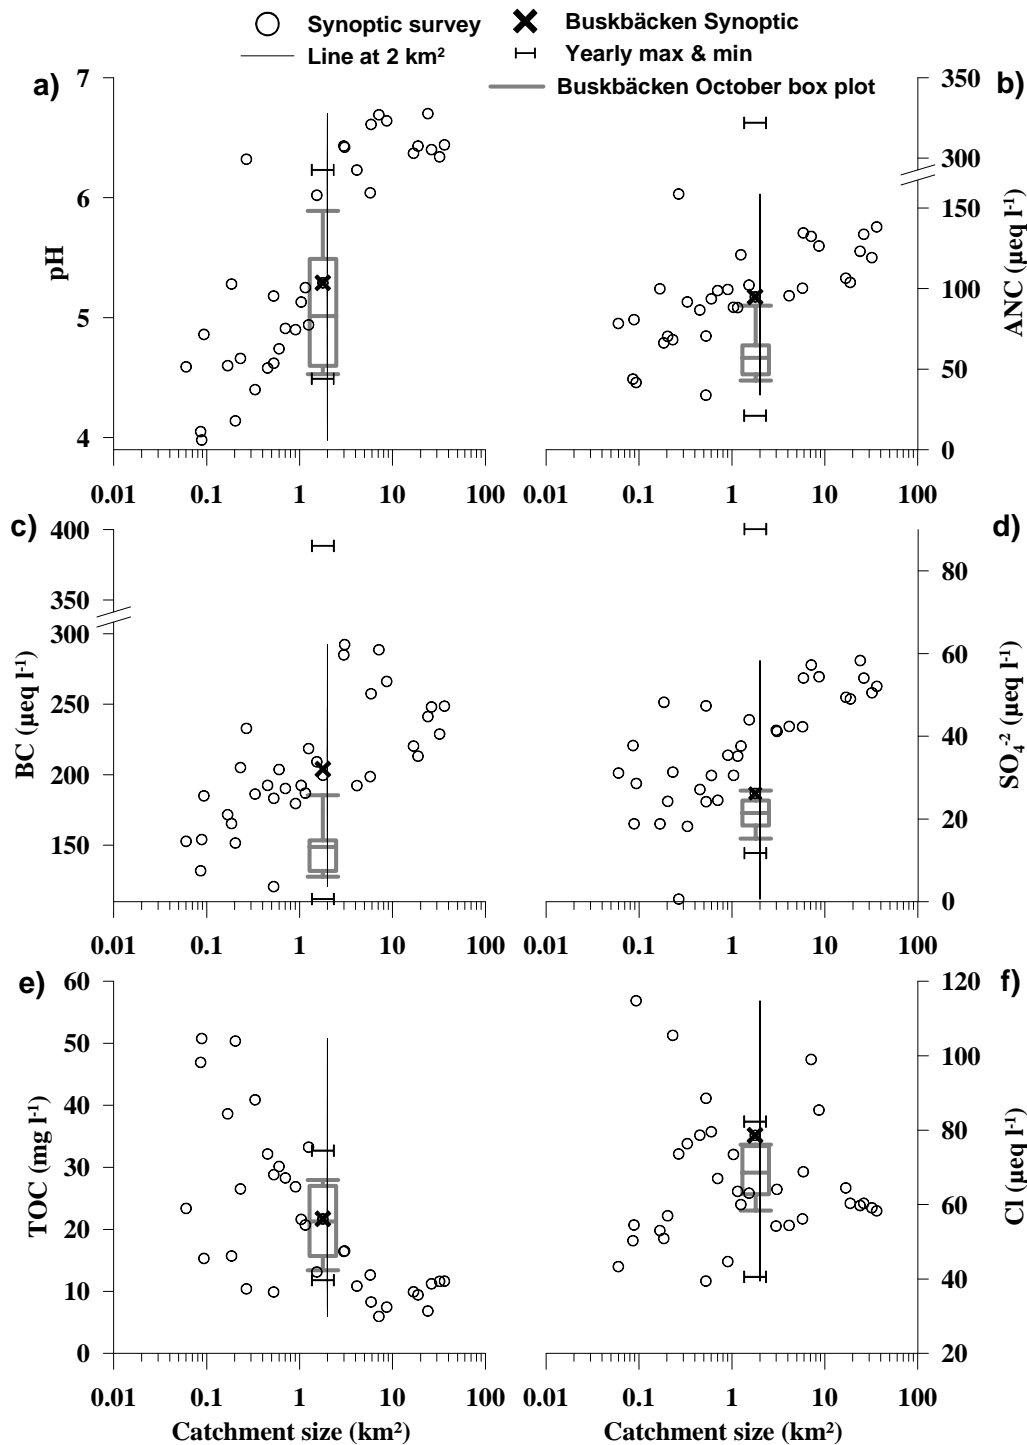 Synoptic survey
Buskbäcken Synoptic
Line at 2 km²
Yearly max & min
Buskbäcken October box plot
a)
7
6
5
4
pH
0.01 0.1 1 10 100
b)
350
300
150
100
50
0
ANC (µeq l⁻¹)
0.01 0.1 1 10 100
c)
400
350
300
250
200
150
BC (µeq l⁻¹)
0.01 0.1 1 10 100
d)
80
60
40
20
0
SO₄⁻² (µeq l⁻¹)
0.01 0.1 1 10 100
e)
60
50
40
30
20
10
0
TOC (mg l⁻¹)
0.01 0.1 1 10 100
Catchment size (km²)
f)
120
100
80
60
40
20
Cl (µeq l⁻¹)
0.01 0.1 1 10 100
Catchment size (km²)